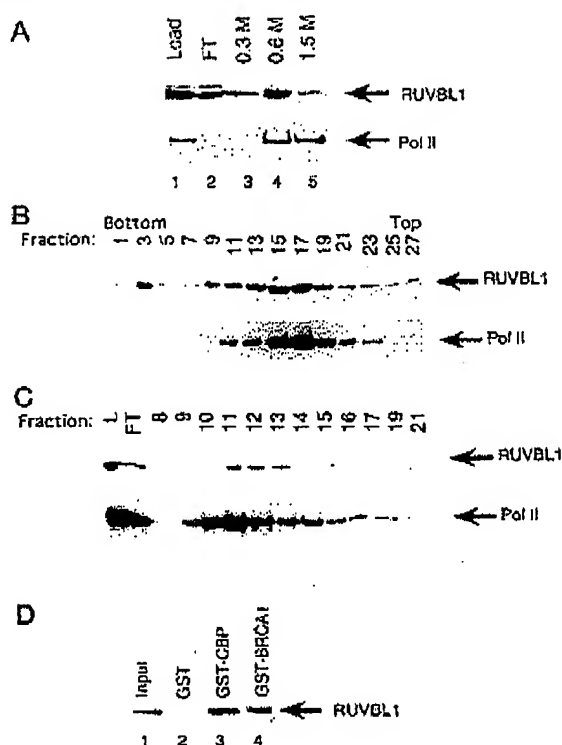 A
Load FT 0.3 M 0.6 M 1.5 M
RUVBL1
Pol II
1 2 3 4 5
B
Bottom Top
Fraction: 1 3 5 7 9 11 13 15 17 19 21 23 25 27
RUVBL1
Pol II
C
Fraction: L FT 8 9 10 11 12 13 14 15 16 17 19 21
RUVBL1
Pol II
D
Input GST GST-CBP GST-BRCA1
RUVBL1
1 2 3 4